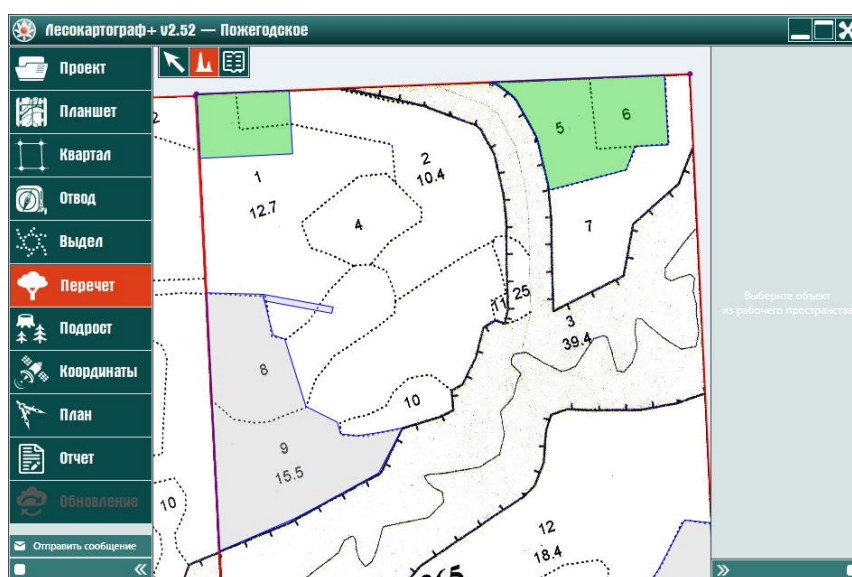 Лесокартограф+ v2.52 — Пожегодское
Проект
Планшет
Квартал
Отвод
Выдел
Перечет
Подрост
Координаты
План
Отчет
Обновление
Отправить сообщение
2
1
12.7
2
10.4
4
5
6
7
11
25
3
39.4
8
10
9
15.5
10
12
18.4
Выберите объект
из рабочего пространства